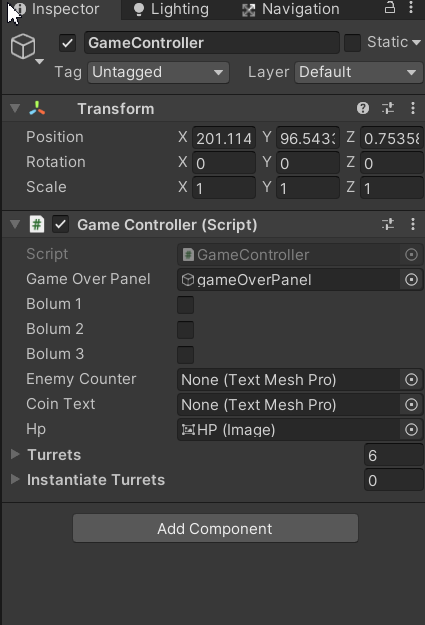 Inspector Lighting Navigation
GameController Static
Tag Untagged Layer Default
Transform
Position X 201.114 Y 96.543 Z 0.7535
Rotation X 0 Y 0 Z 0
Scale X 1 Y 1 Z 1
# Game Controller (Script)
Script # GameController
Game Over Panel gameOverPanel
Bolum 1
Bolum 2
Bolum 3
Enemy Counter None (Text Mesh Pro)
Coin Text None (Text Mesh Pro)
Hp HP (Image)
Turrets 6
Instantiate Turrets 0
Add Component